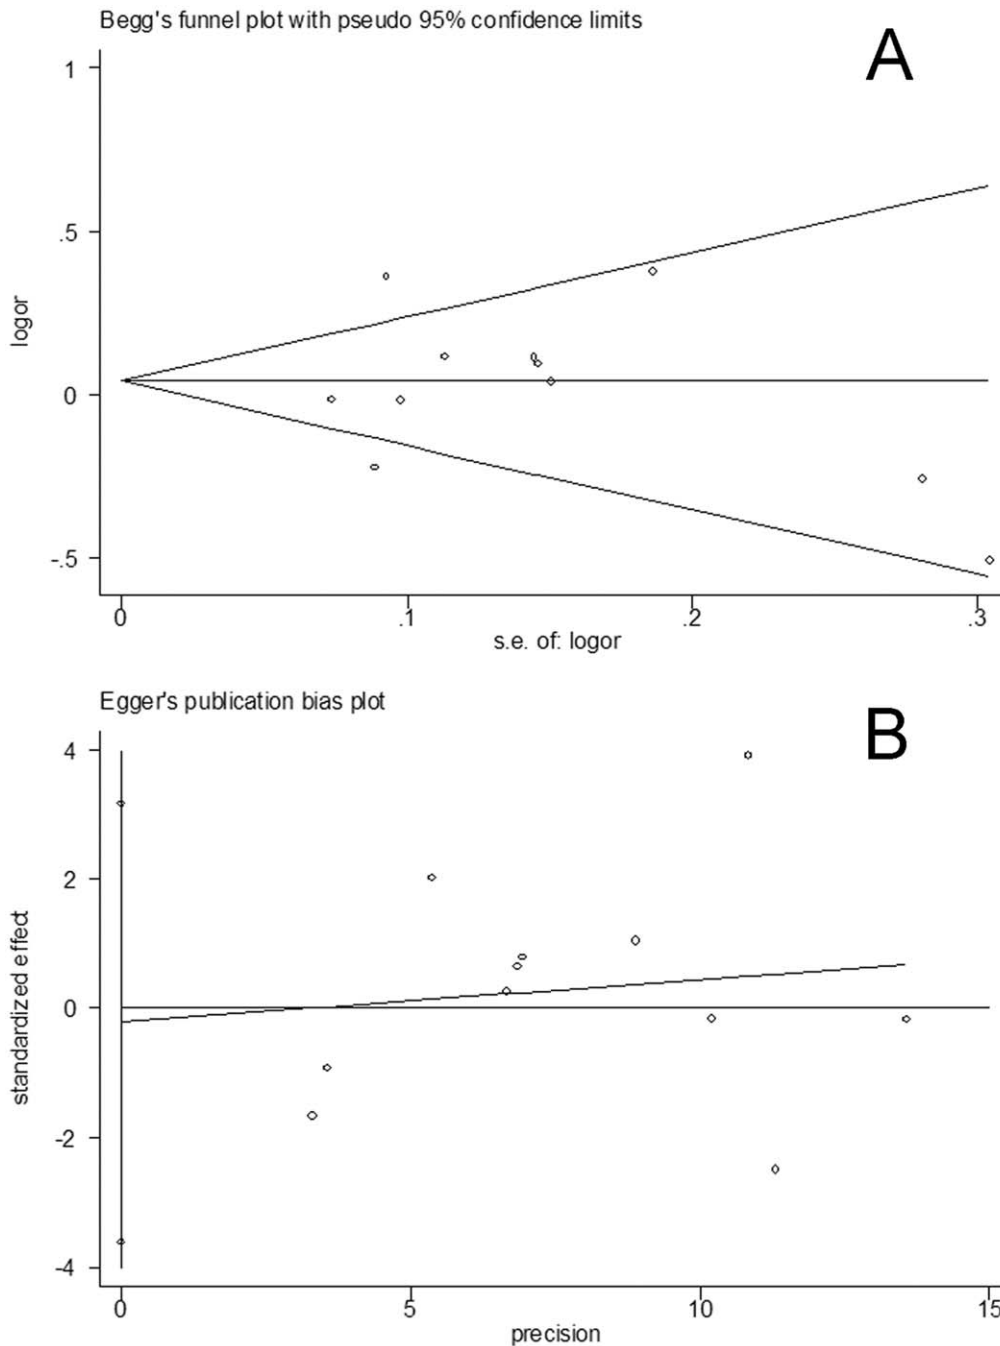 Begg's funnel plot with pseudo 95% confidence limits
A
1
.5
logor
0
-.5
0
.1
.2
.3
s.e. of: logor
Egger's publication bias plot
B
4
2
standardized effect
0
-2
-4
0
5
10
15
precision